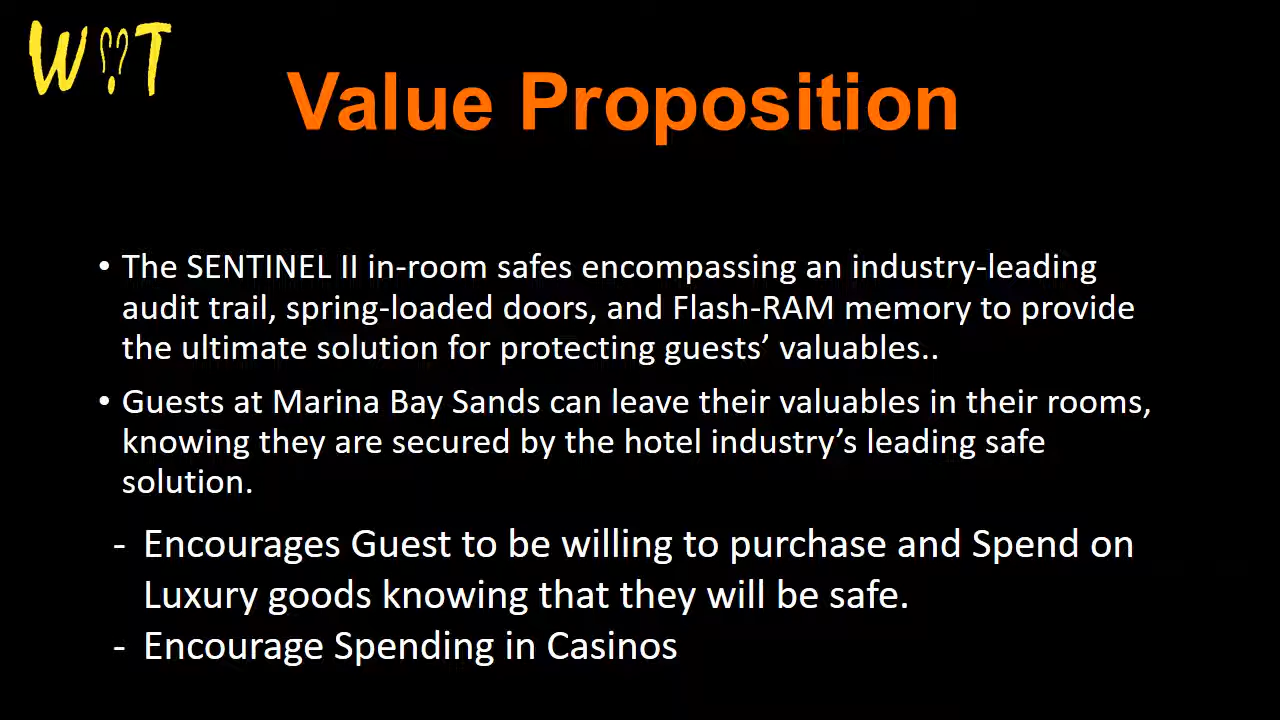 W??T
Value Proposition
• The SENTINEL II in-room safes encompassing an industry-leading
audit trail, spring-loaded doors, and Flash-RAM memory to provide
the ultimate solution for protecting guests’ valuables..
• Guests at Marina Bay Sands can leave their valuables in their rooms,
knowing they are secured by the hotel industry’s leading safe
solution.
- Encourages Guest to be willing to purchase and Spend on
Luxury goods knowing that they will be safe.
- Encourage Spending in Casinos